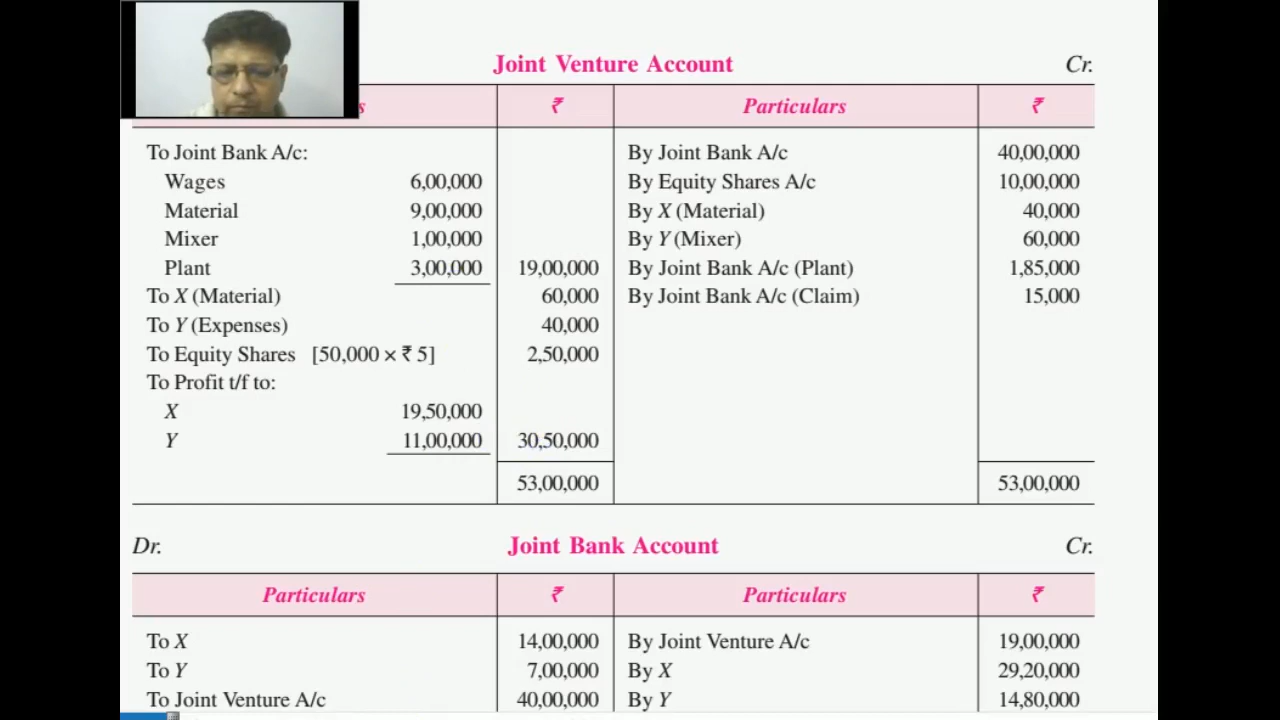 Joint Venture Account Cr.
s ₹ Particulars ₹
To Joint Bank A/c: By Joint Bank A/c 40,00,000
Wages 6,00,000 By Equity Shares A/c 10,00,000
Material 9,00,000 By X (Material) 40,000
Mixer 1,00,000 By Y (Mixer) 60,000
Plant 3,00,000 19,00,000 By Joint Bank A/c (Plant) 1,85,000
To X (Material) 60,000 By Joint Bank A/c (Claim) 15,000
To Y (Expenses) 40,000
To Equity Shares [50,000 × ₹ 5] 2,50,000
To Profit t/f to:
X 19,50,000
Y 11,00,000 30,50,000
53,00,000 53,00,000
Dr. Joint Bank Account Cr.
Particulars ₹ Particulars ₹
To X 14,00,000 By Joint Venture A/c 19,00,000
To Y 7,00,000 By X 29,20,000
To Joint Venture A/c 40,00,000 By Y 14,80,000